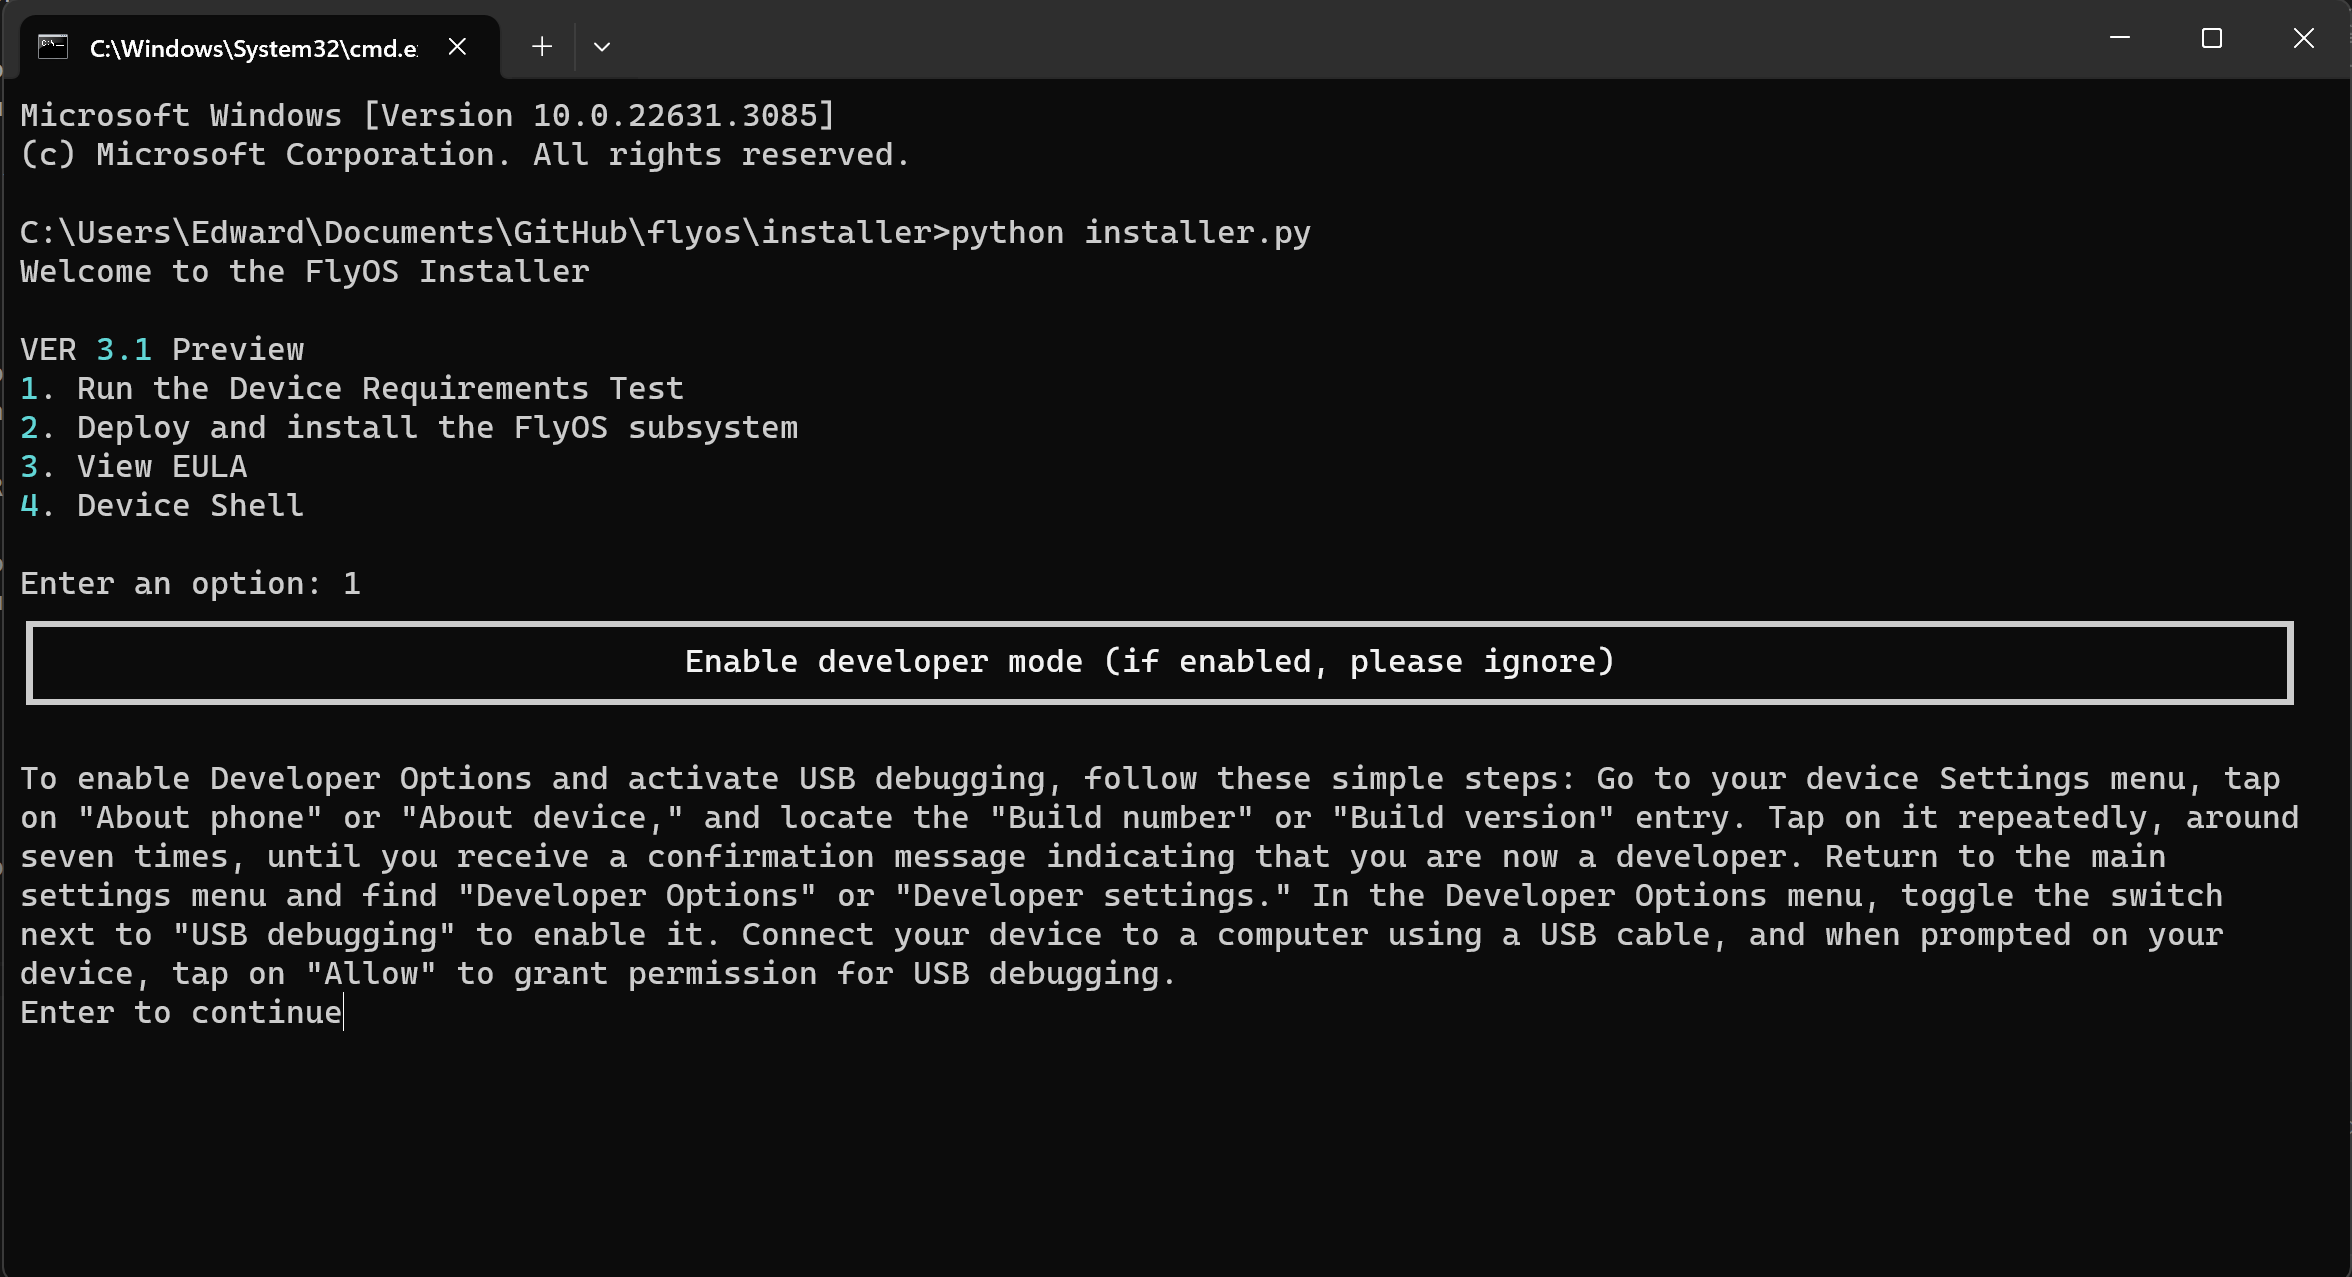 C:\Windows\System32\cmd.e
Microsoft Windows [Version 10.0.22631.3085]
(c) Microsoft Corporation. All rights reserved.
C:\Users\Edward\Documents\GitHub\flyos\installer>python installer.py
Welcome to the FlyOS Installer
VER 3.1 Preview
1. Run the Device Requirements Test
2. Deploy and install the FlyOS subsystem
3. View EULA
4. Device Shell
Enter an option: 1
Enable developer mode (if enabled, please ignore)
To enable Developer Options and activate USB debugging, follow these simple steps: Go to your device Settings menu, tap
on "About phone" or "About device," and locate the "Build number" or "Build version" entry. Tap on it repeatedly, around
seven times, until you receive a confirmation message indicating that you are now a developer. Return to the main
settings menu and find "Developer Options" or "Developer settings." In the Developer Options menu, toggle the switch
next to "USB debugging" to enable it. Connect your device to a computer using a USB cable, and when prompted on your
device, tap on "Allow" to grant permission for USB debugging.
Enter to continue